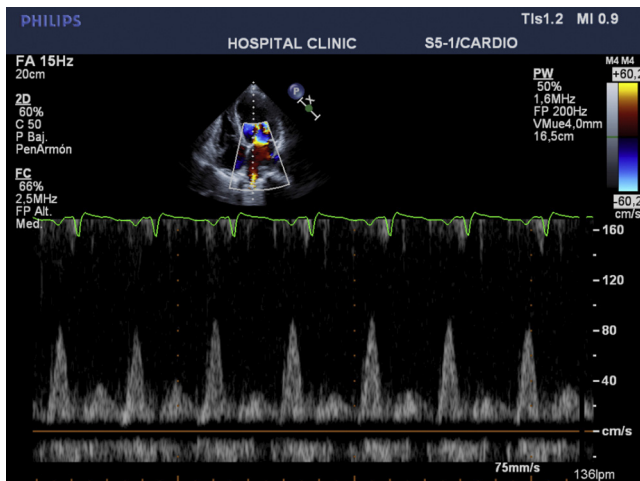 PHILIPS
TIs1.2 MI 0.9
HOSPITAL CLINIC
S5-1/CARDIO
FA 15Hz
20cm
2D
60%
C 50
P Baj.
PenArmón
FC
66%
2,5MHz
FP Alt.
Med.
P
PW
50%
1,6MHz
FP 200Hz
VMue4,0mm
16,5cm
M4 M4
+60,2
-60,2
cm/s
160
120
80
40
cm/s
75mm/s
136lpm